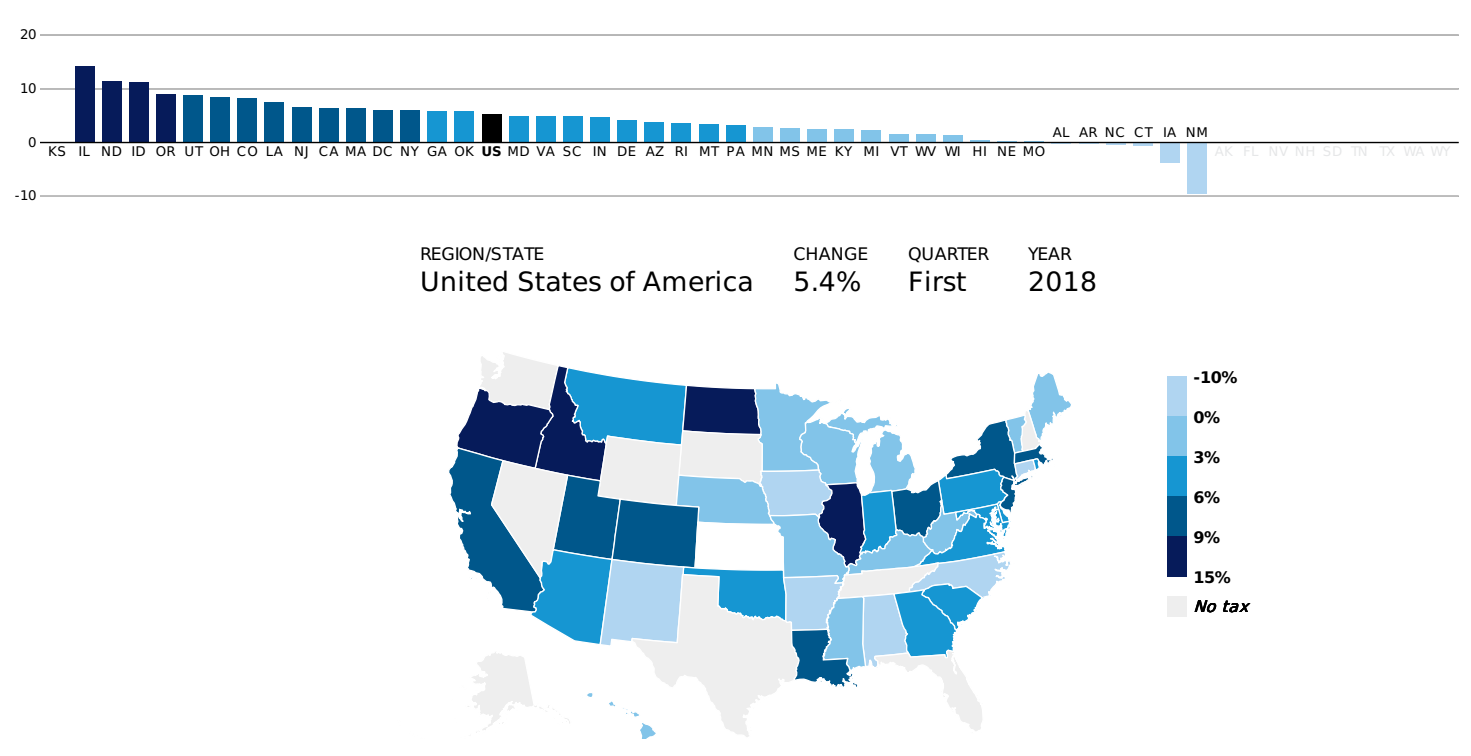 20
10
0
-10
AL AR NC CT IA NM
KS IL ND ID OR UT OH CO LA NJ CA MA DC NY GA OK US MD VA SC IN DE AZ RI MT PA MN MS ME KY MI VT WV WI HI NE MO AK FL NV NH SD TN TX WA WY
REGION/STATE CHANGE QUARTER YEAR
United States of America 5.4% First 2018
-10%
0%
3%
6%
9%
15%
No tax